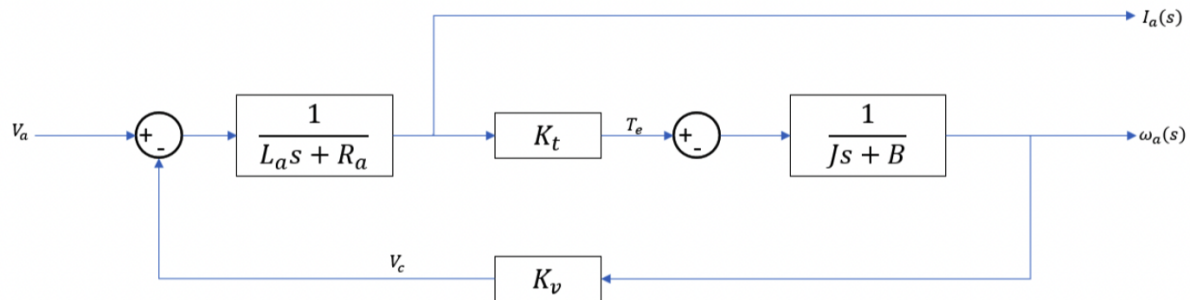 I_a(s)
V_a
+
-
1
L_a s + R_a
K_t
T_e
+
-
1
Js + B
ω_a(s)
V_c
K_v